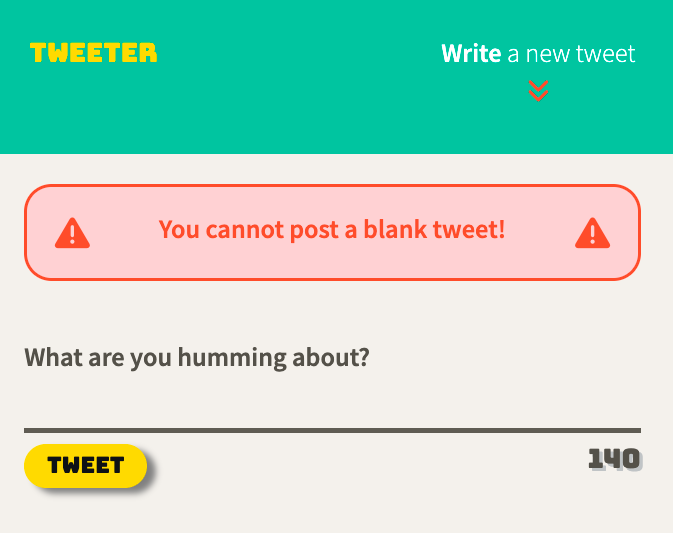 TWEETER
Write a new tweet
You cannot post a blank tweet!
What are you humming about?
TWEET
140